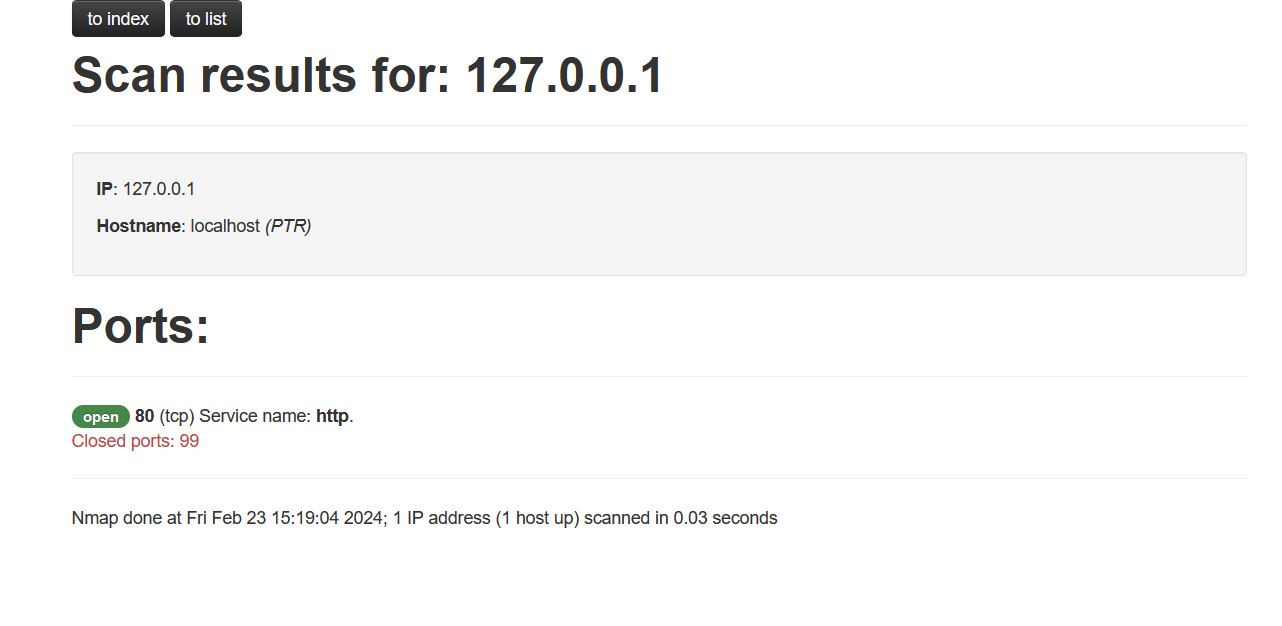 to index to list
Scan results for: 127.0.0.1
IP: 127.0.0.1
Hostname: localhost (PTR)
Ports:
open 80 (tcp) Service name: http.
Closed ports: 99
Nmap done at Fri Feb 23 15:19:04 2024; 1 IP address (1 host up) scanned in 0.03 seconds